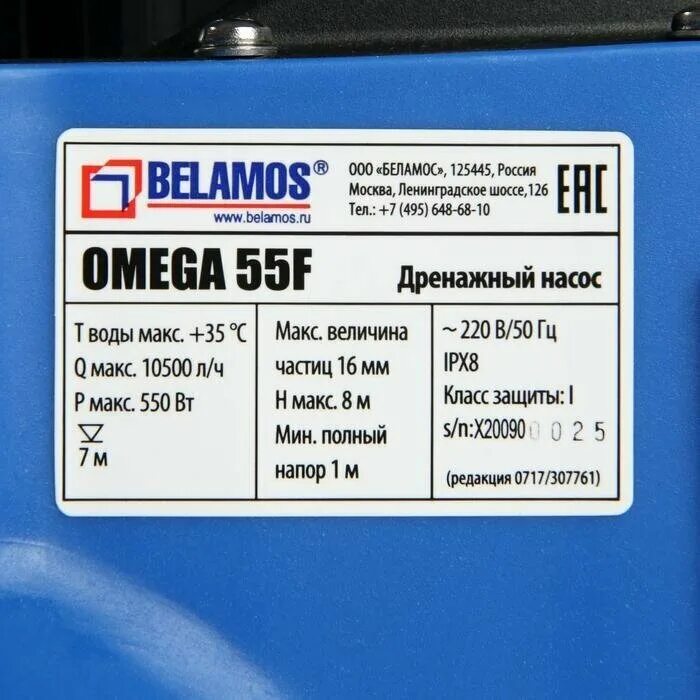 BELAMOS®
www.belamos.ru
ООО «БЕЛАМОС», 125445, Россия
Москва, Ленинградское шоссе,126
Тел.: +7 (495) 648-68-10
EAC
OMEGA 55F
Дренажный насос
Т воды макс. +35 °C
Q макс. 10500 л/ч
Р макс. 550 Вт
7 м
Макс. величина
частиц 16 мм
Н макс. 8 м
Мин. полный
напор 1 м
~ 220 В/50 Гц
IPX8
Класс защиты: I
s/n:X20090 0025
(редакция 0717/307761)